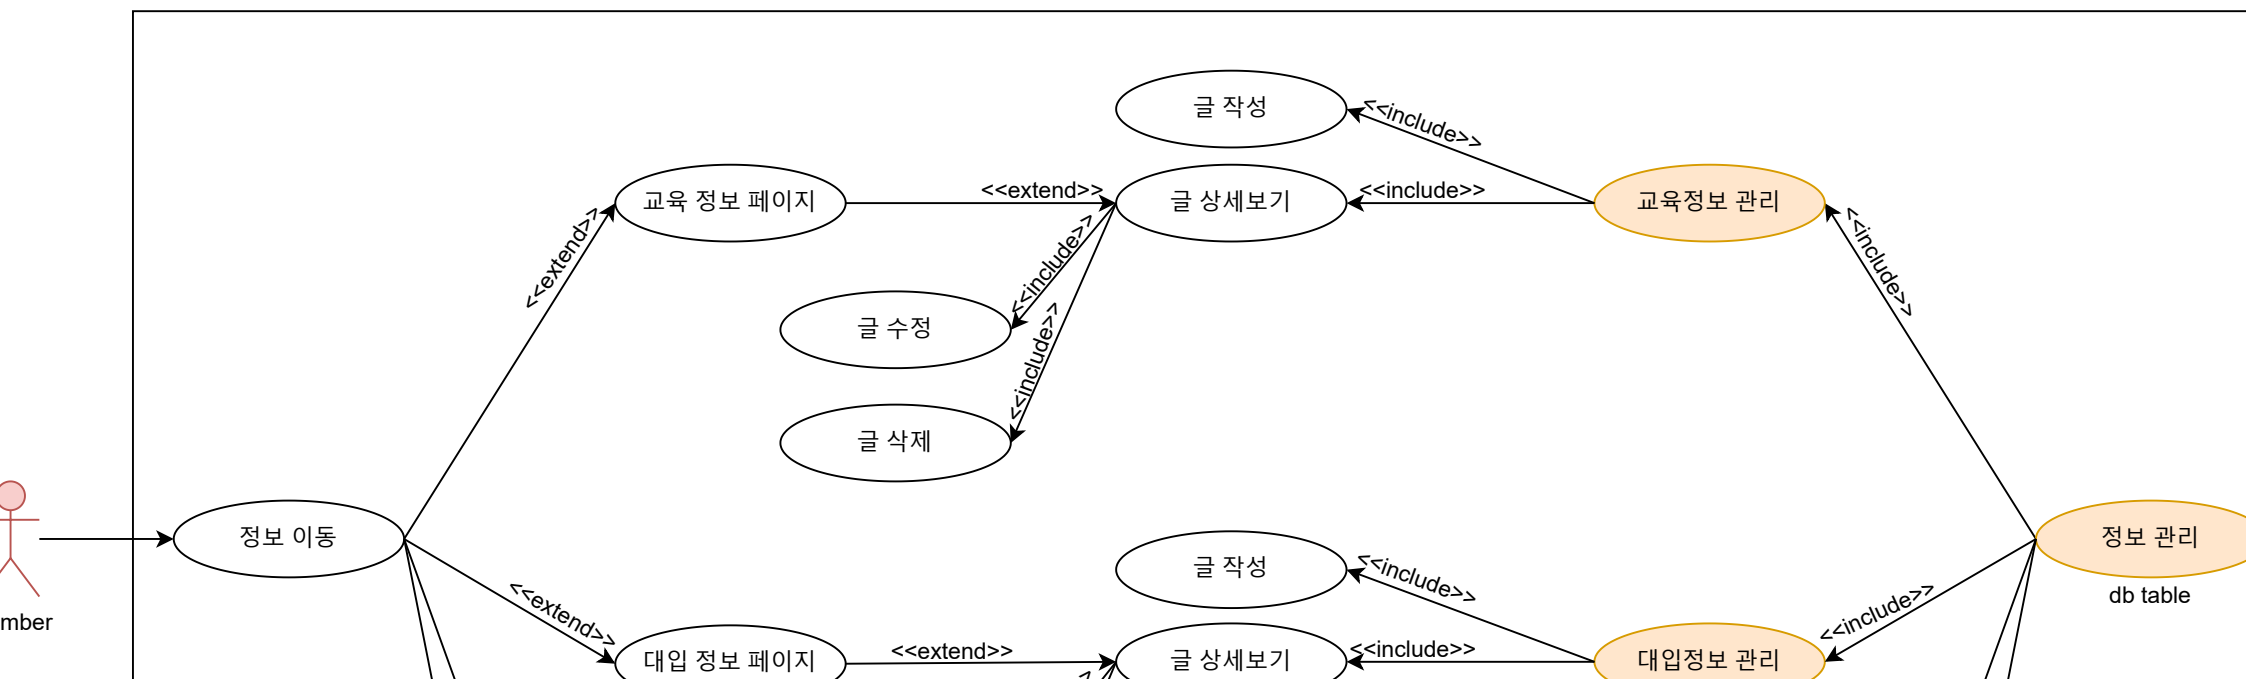 글 작성
<<include>>
교육 정보 페이지
<<extend>>
글 상세보기
<<include>>
교육정보 관리
<<extend>>
<<include>>
<<include>>
글 수정
<<include>>
글 삭제
정보 이동
정보 관리
db table
mber
글 작성
<<include>>
<<extend>>
<<include>>
대입 정보 페이지
<<extend>>
글 상세보기
<<include>>
대입정보 관리